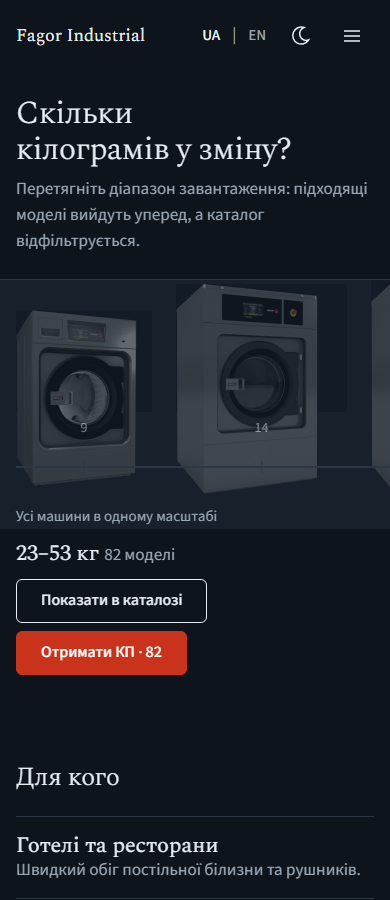 Fagor Industrial
UA | EN
Скільки
кілограмів у зміну?
Перетягніть діапазон завантаження: підходящі
моделі вийдуть уперед, а каталог
відфільтрується.
9
14
Усі машини в одному масштабі
23–53 кг 82 моделі
Показати в каталозі
Отримати КП · 82
Для кого
Готелі та ресторани
Швидкий обіг постільної білизни та рушників.